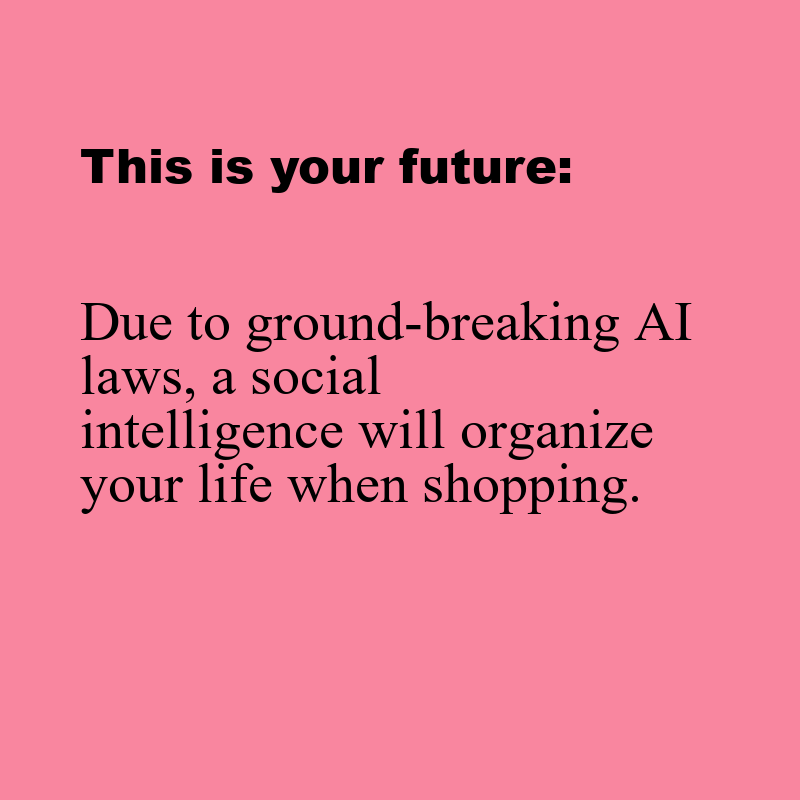 This is your future:
Due to ground-breaking AI
laws, a social
intelligence will organize
your life when shopping.